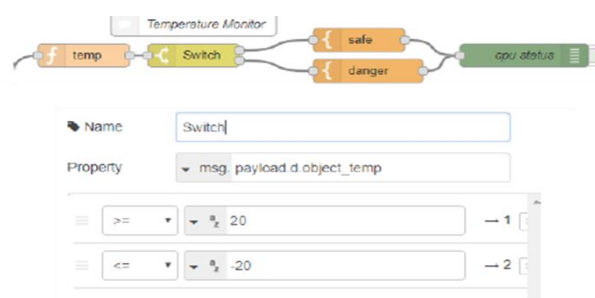 Temperature Monitor
temp
Switch
safe
danger
cpu status
Name
Switch
Property
msg. payload.d.object_temp
>=
a z 20
→ 1
<=
a z -20
→ 2